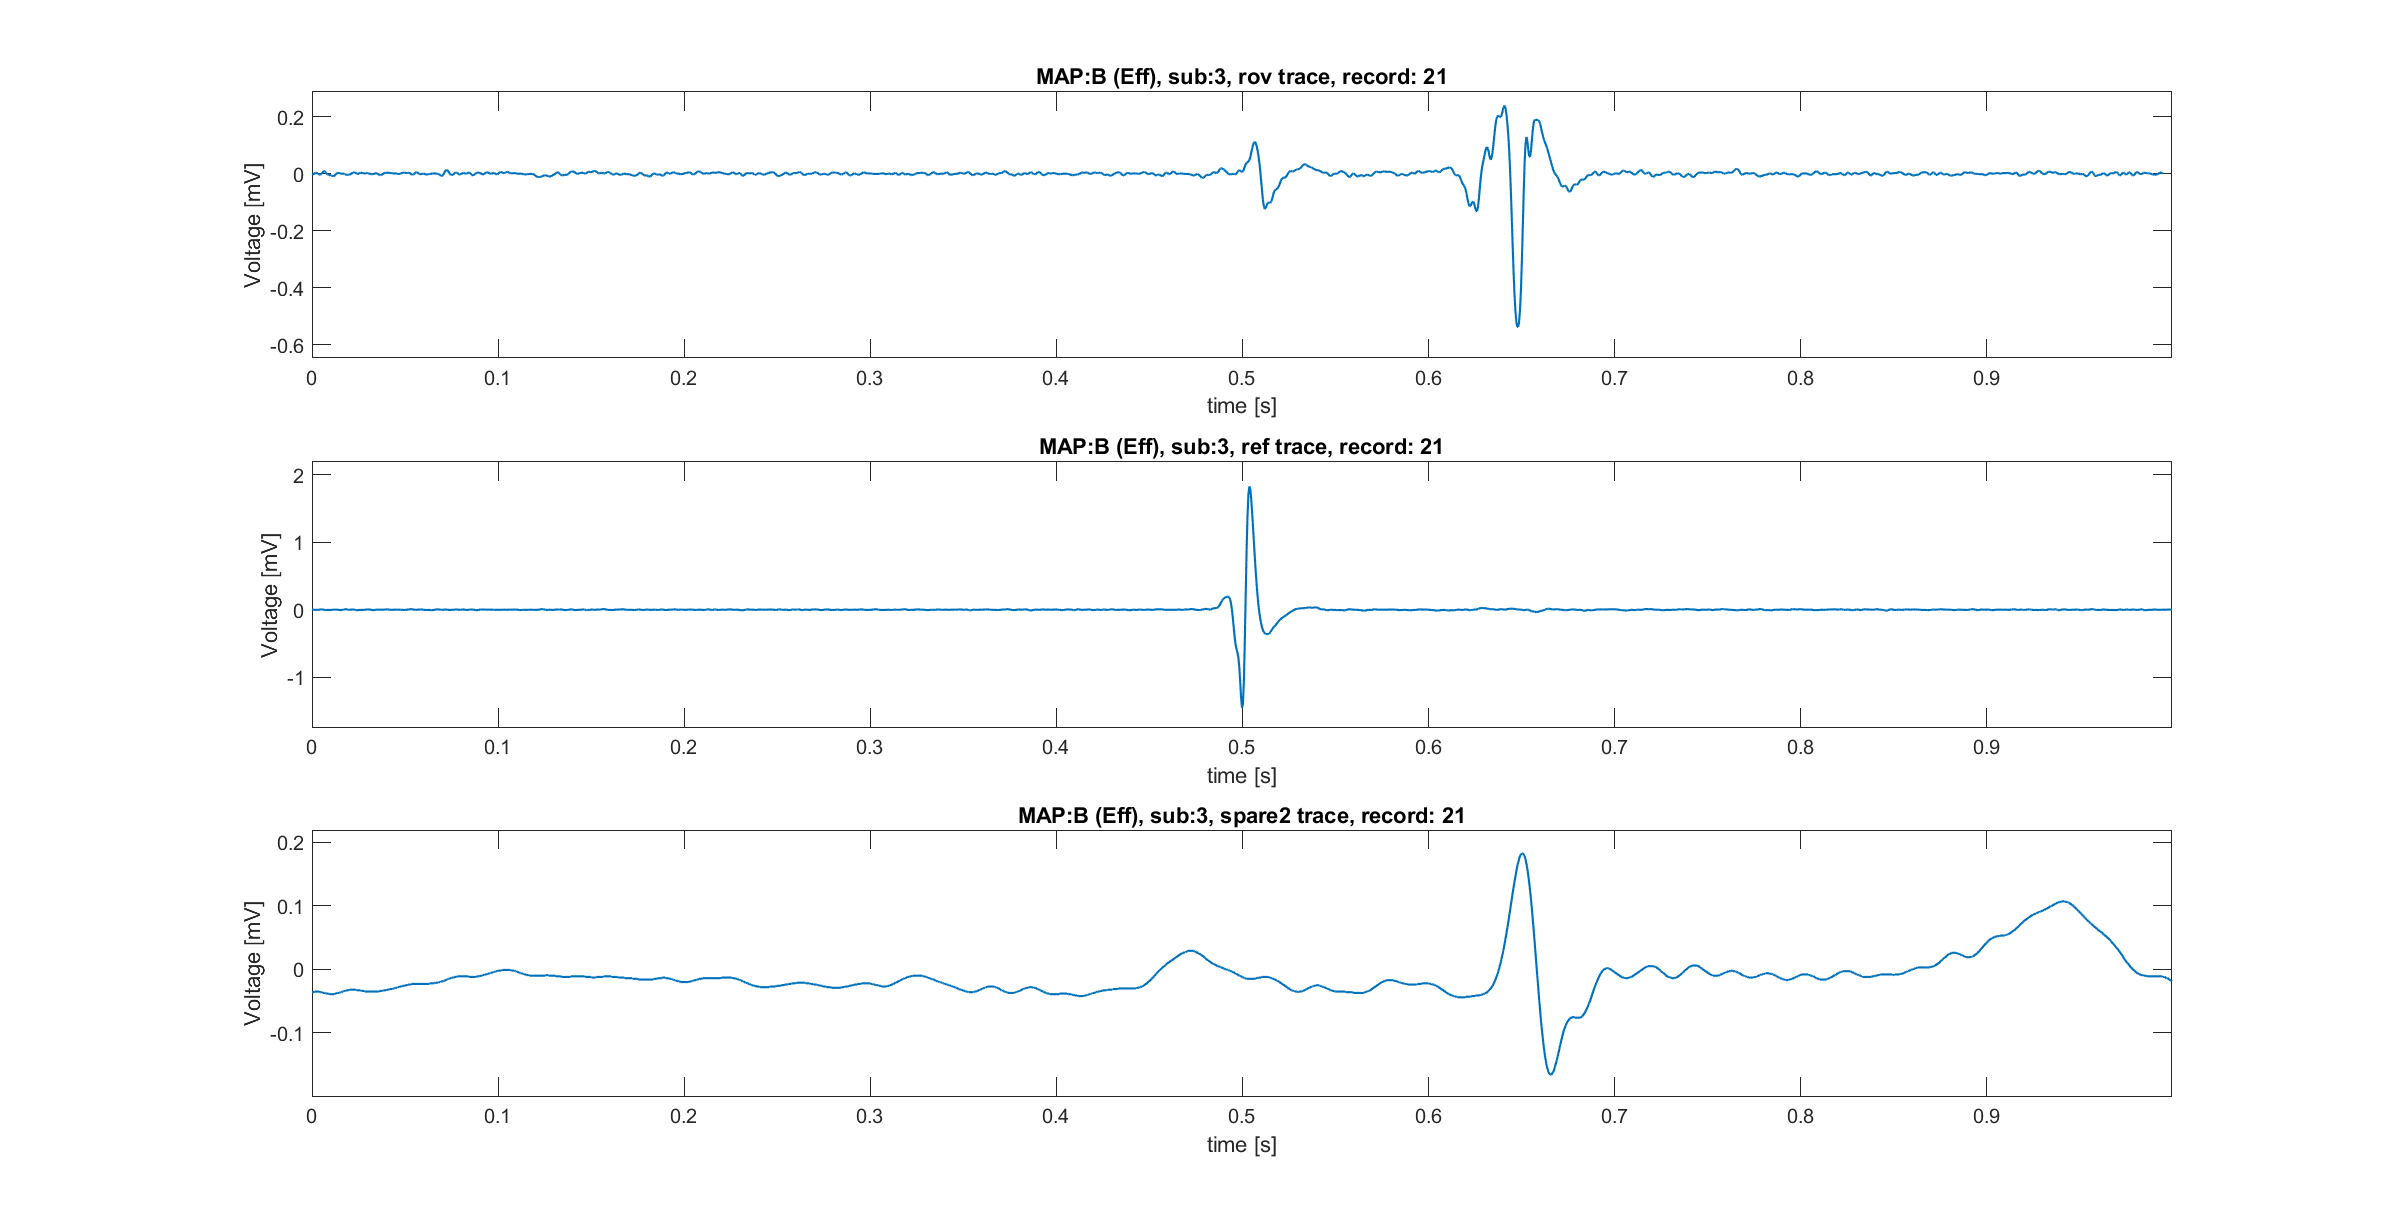 MAP:B (Eff), sub:3, rov trace, record: 21
0.2
0
-0.2
-0.4
-0.6
Voltage [mV]
0 0.1 0.2 0.3 0.4 0.5 0.6 0.7 0.8 0.9
time [s]
MAP:B (Eff), sub:3, ref trace, record: 21
2
1
0
-1
Voltage [mV]
0 0.1 0.2 0.3 0.4 0.5 0.6 0.7 0.8 0.9
time [s]
MAP:B (Eff), sub:3, spare2 trace, record: 21
0.2
0.1
0
-0.1
Voltage [mV]
0 0.1 0.2 0.3 0.4 0.5 0.6 0.7 0.8 0.9
time [s]